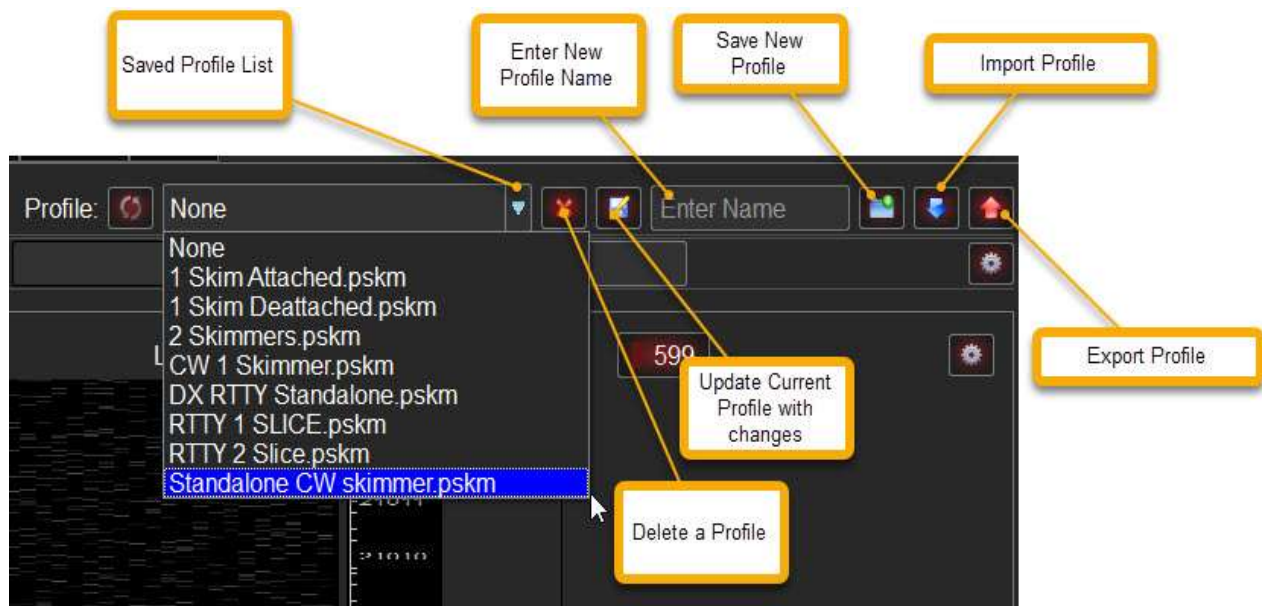 Saved Profile List
Enter New
Profile Name
Save New
Profile
Import Profile
Profile:
None
Enter Name
None
1 Skim Attached.pskm
1 Skim Deattached.pskm
2 Skimmers.pskm
CW 1 Skimmer.pskm
DX RTTY Standalone.pskm
RTTY 1 SLICE.pskm
RTTY 2 Slice.pskm
Standalone CW skimmer.pskm
599
Export Profile
Update Current
Profile with
changes
Delete a Profile
21010